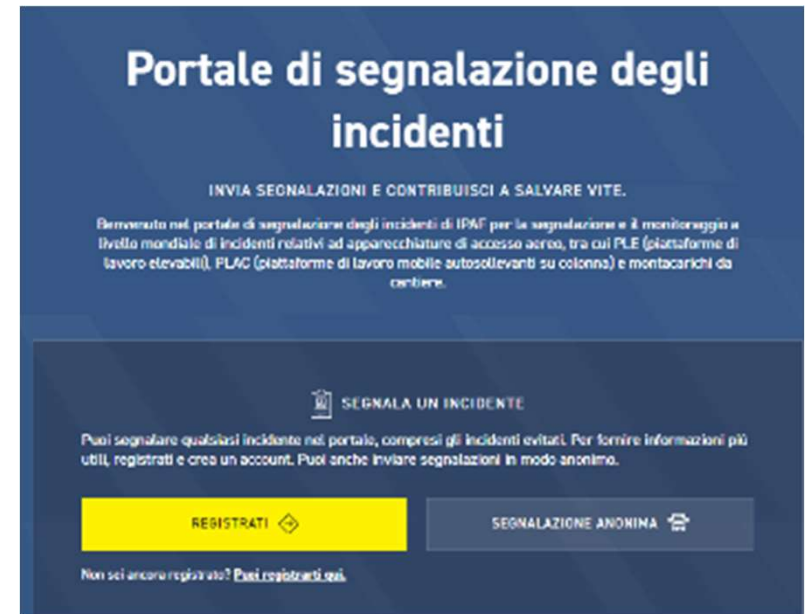 Portale di segnalazione degli
incidenti
INVIA SEGNALAZIONI E CONTRIBUISCI A SALVARE VITE.
Benvenuto nel portale di segnalazione degli incidenti di IPAF per la segnalazione e il monitoraggio a
livello mondiale di incidenti relativi ad apparecchiature di accesso aereo, tra cui PLE (piattaforme di
lavoro elevabili), PLAC (piattaforme di lavoro mobile autosollevanti su colonna) e montacarichi da
cantiere.
SEGNALA UN INCIDENTE
Puoi segnalare qualsiasi incidente nel portale, compresi gli incidenti evitati. Per fornire informazioni più
utili, registrati e crea un account. Puoi anche inviare segnalazioni in modo anonimo.
REGISTRATI
SEGNALAZIONE ANONIMA
Non sei ancora registrato? Puoi registrarti qui.